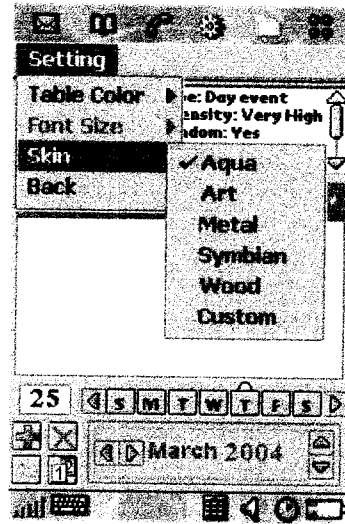 Setting
Table Color
e: Day event
Font Size
ensity: Very High
ndom: Yes
Skin
Aqua
Back
Art
Metal
Symbian
Wood
Custom
25 S M T W T F S
March 2004